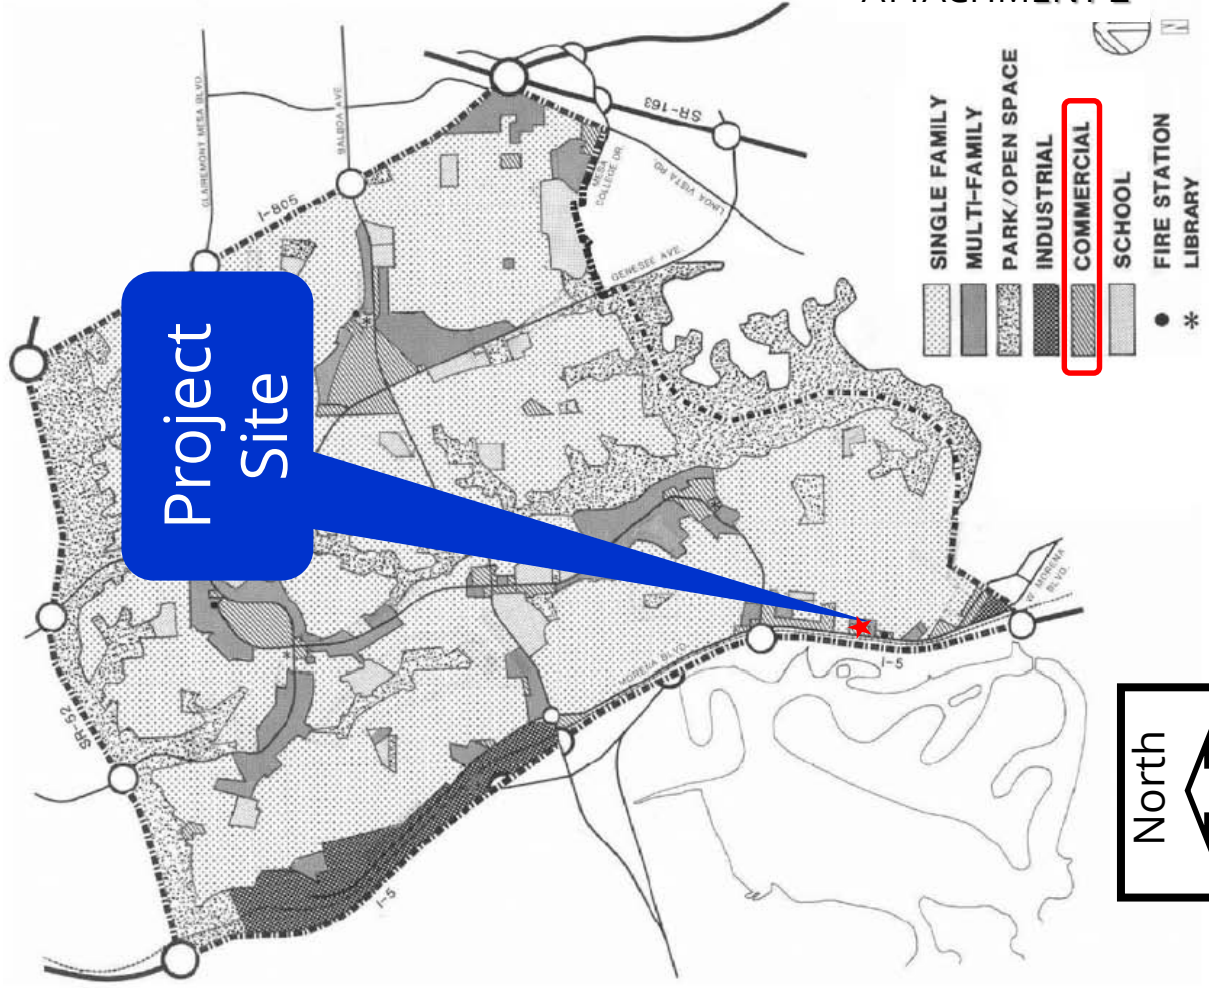 ATTACHMENT 2
N
SINGLE FAMILY
MULTI-FAMILY
PARK/OPEN SPACE
INDUSTRIAL
COMMERCIAL
SCHOOL
FIRE STATION
LIBRARY
CLAIREMONT MESA BLVD.
BALBOA AVE.
I-805
SR-163
MESA
COLLEGE DR.
LINDA VISTA RD.
GENESEE AVE.
Project
Site
SR-52
MORENA BLVD.
I-5
W. MORENA
BLVD.
I-5
North